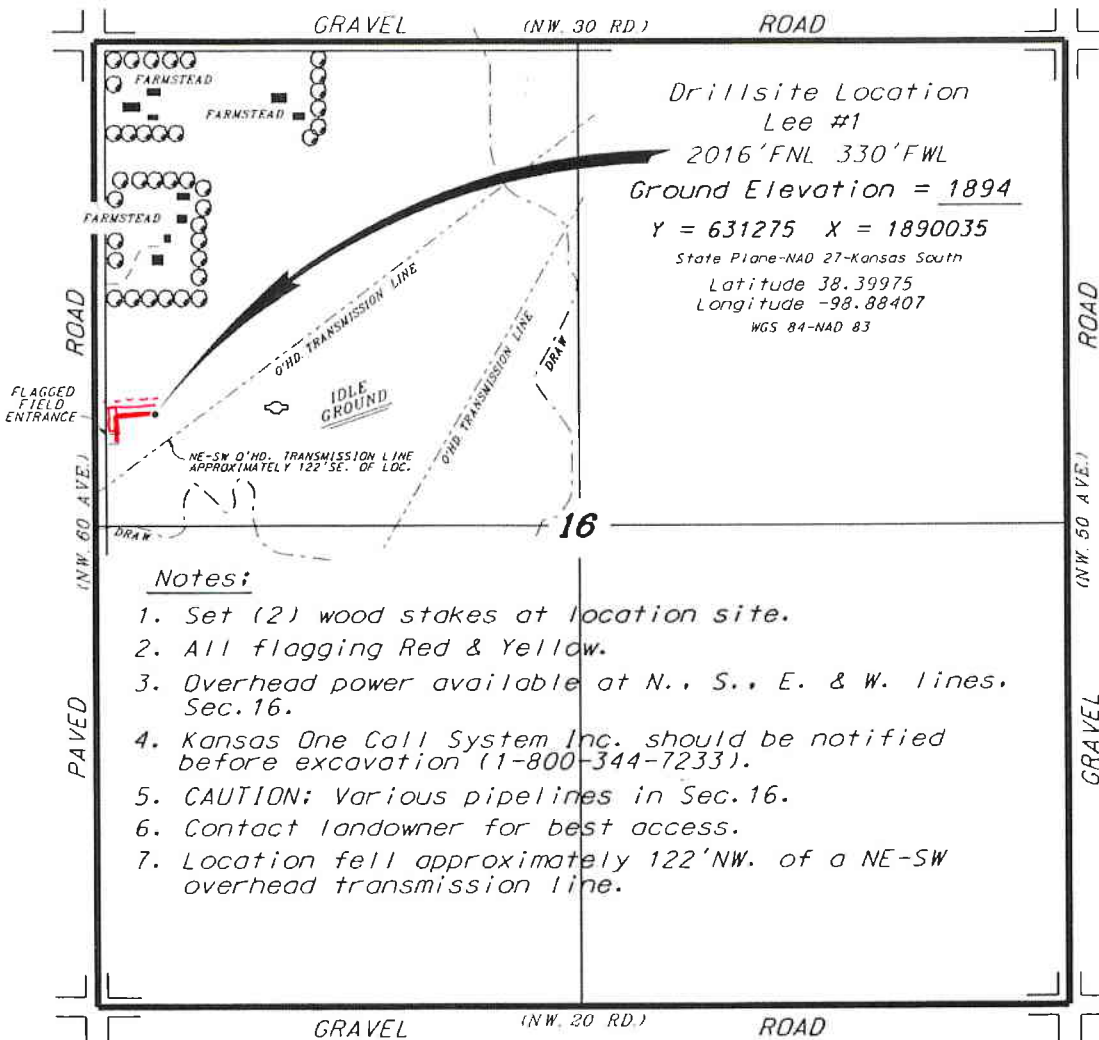 GRAVEL (NW. 30 RD.) ROAD
FARMSTEAD
FARMSTEAD
FARMSTEAD
Drillsite Location
Lee #1
2016'FNL 330'FWL
Ground Elevation = 1894
Y = 631275 X = 1890035
State Plane-NAD 27-Kansas South
Latitude 38.39975
Longitude -98.88407
WGS 84-NAD 83
ROAD
(NW. 60 AVE.)
PAVED
ROAD
(NW. 50 AVE.)
GRAVEL
O'HD. TRANSMISSION LINE
O'HD. TRANSMISSION LINE
DRAW
IDLE
GROUND
FLAGGED
FIELD
ENTRANCE
NE-SW O'HD. TRANSMISSION LINE
APPROXIMATELY 122'SE. OF LOC.
DRAW
16
Notes:
1. Set (2) wood stakes at location site.
2. All flagging Red & Yellow.
3. Overhead power available at N., S., E. & W. lines,
Sec. 16.
4. Kansas One Call System Inc. should be notified
before excavation (1-800-344-7233).
5. CAUTION: Various pipelines in Sec. 16.
6. Contact landowner for best access.
7. Location fell approximately 122'NW. of a NE-SW
overhead transmission line.
GRAVEL (NW. 20 RD.) ROAD